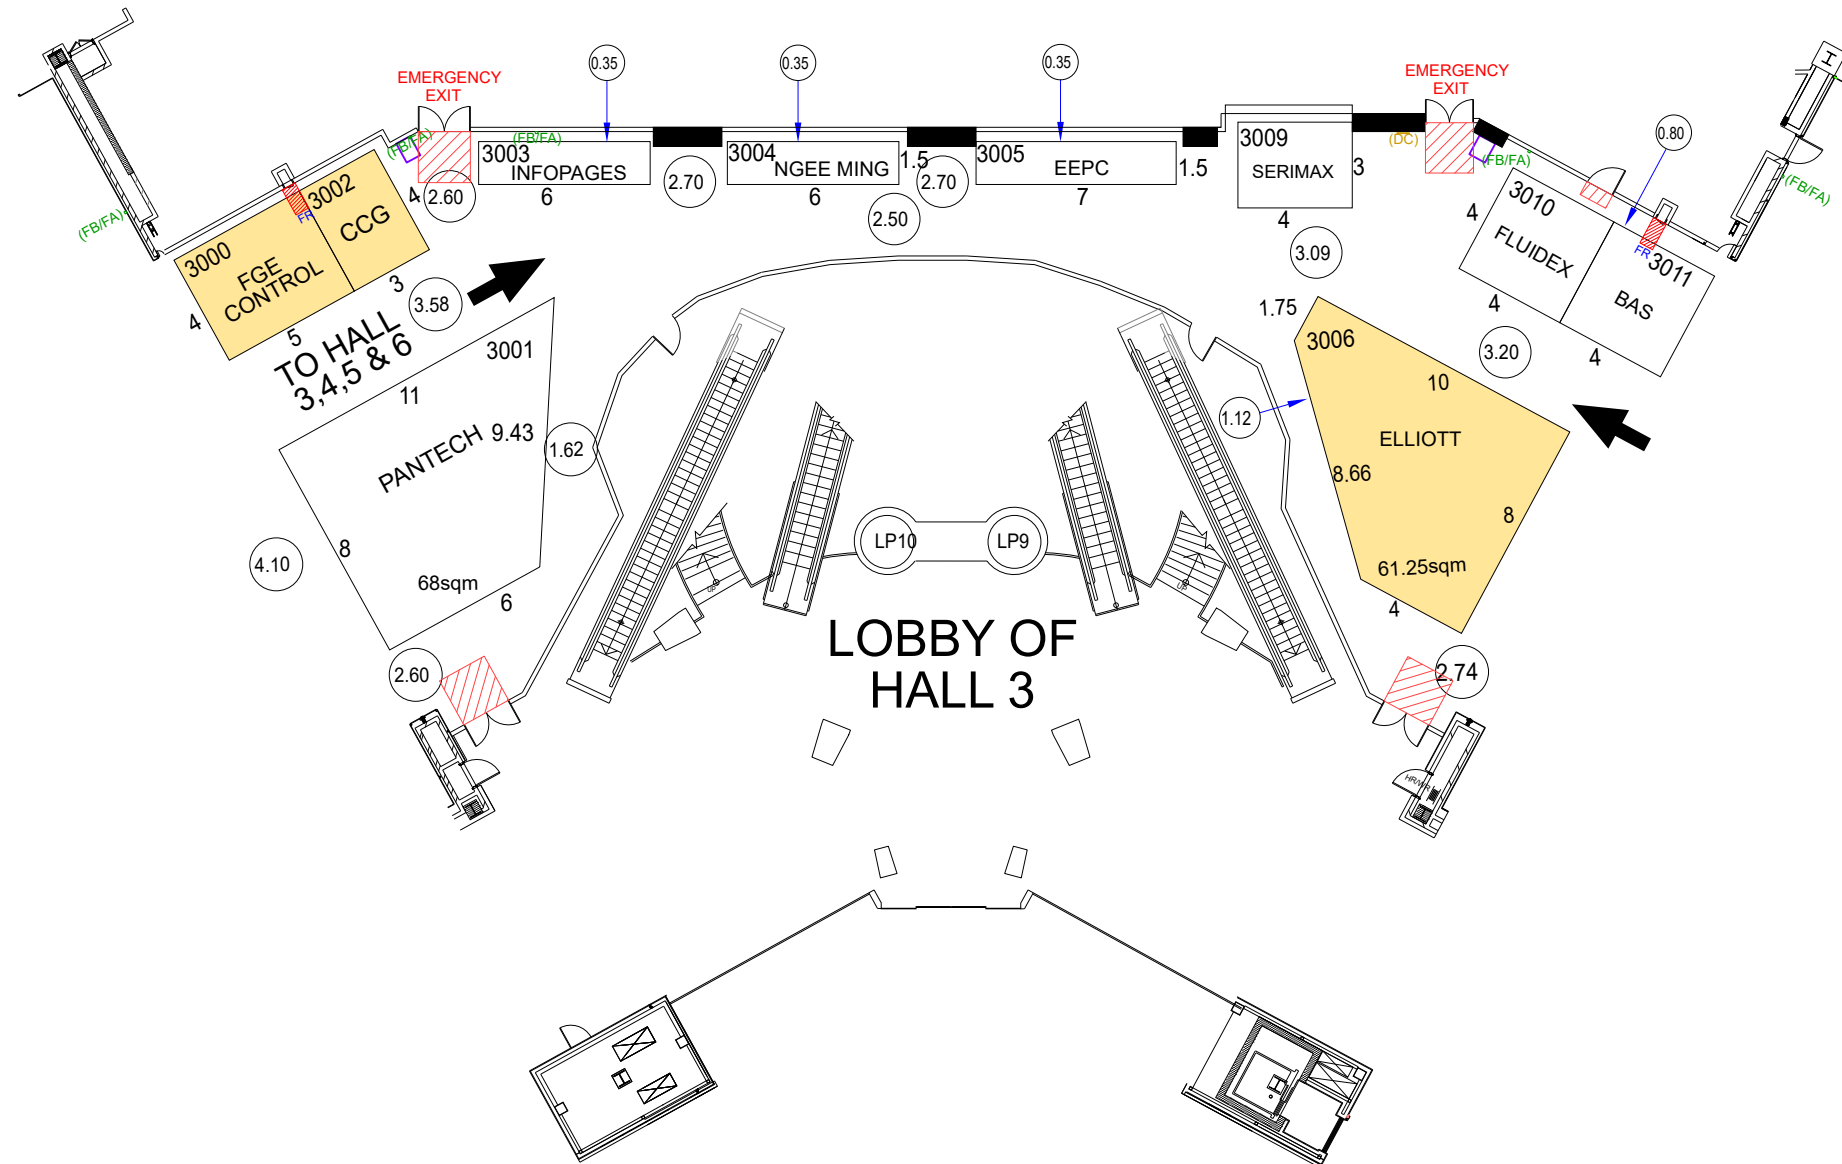 EMERGENCY
EXIT
0.35
0.35
0.35
EMERGENCY
EXIT
(FB/FA)
(FB/FA)
3003
INFOPAGES
6
2.70
3004
NGEE MING
1.5
6
2.70
3005
EEPC
7
1.5
3009
SERIMAX
3
4
(DC)
(FB/FA)
0.80
(FB/FA)
(FB/FA)
3002
CCG
FR
4
2.60
3
3000
FGE
CONTROL
4
5
2.50
3.09
3010
FLUIDEX
4
4
FR
3011
BAS
4
3.20
3.58
TO HALL
3,4,5 & 6
3001
11
PANTECH
9.43
1.62
8
4.10
68sqm
6
2.60
1.75
3006
10
1.12
ELLIOTT
8.66
8
61.25sqm
4
2.74
LP10
LP9
UP
UP
LOBBY OF
HALL 3